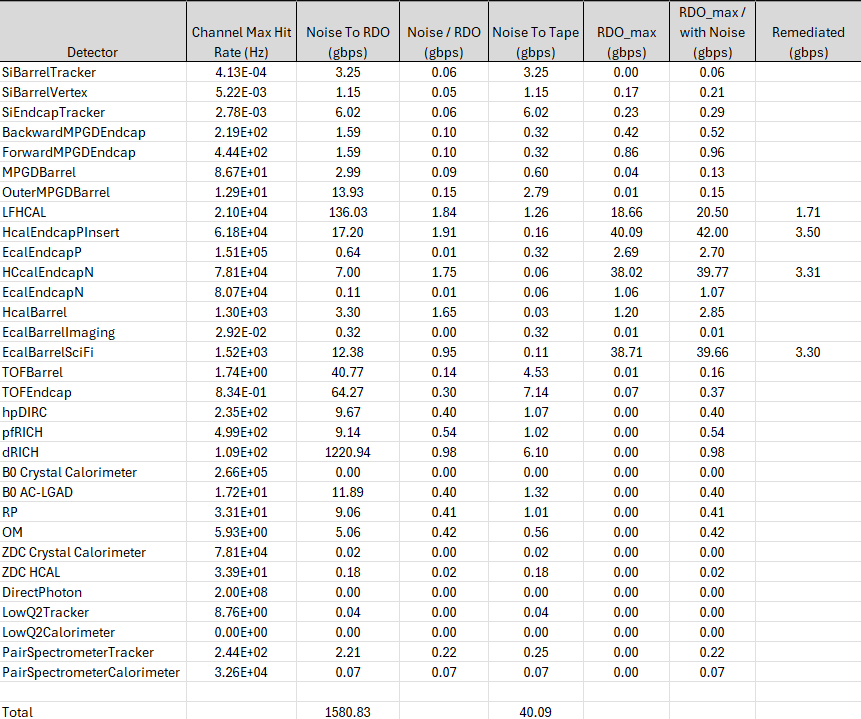 Detector Channel Max Hit Rate (Hz) Noise To RDO (gbps) Noise / RDO (gbps) Noise To Tape (gbps) RDO_max (gbps) RDO_max / with Noise (gbps) Remediated (gbps)
SiBarrelTracker 4.13E-04 3.25 0.06 3.25 0.00 0.06
SiBarrelVertex 5.22E-03 1.15 0.05 1.15 0.17 0.21
SiEndcapTracker 2.78E-03 6.02 0.06 6.02 0.23 0.29
BackwardMPGDEndcap 2.19E+02 1.59 0.10 0.32 0.42 0.52
ForwardMPGDEndcap 4.44E+02 1.59 0.10 0.32 0.86 0.96
MPGDBarrel 8.67E+01 2.99 0.09 0.60 0.04 0.13
OuterMPGDBarrel 1.29E+01 13.93 0.15 2.79 0.01 0.15
LFHCAL 2.10E+04 136.03 1.84 1.26 18.66 20.50 1.71
HcalEndcapPInsert 6.18E+04 17.20 1.91 0.16 40.09 42.00 3.50
EcalEndcapP 1.51E+05 0.64 0.01 0.32 2.69 2.70
HCcalEndcapN 7.81E+04 7.00 1.75 0.06 38.02 39.77 3.31
EcalEndcapN 8.07E+04 0.11 0.01 0.06 1.06 1.07
HcalBarrel 1.30E+03 3.30 1.65 0.03 1.20 2.85
EcalBarrelImaging 2.92E-02 0.32 0.00 0.32 0.01 0.01
EcalBarrelSciFi 1.52E+03 12.38 0.95 0.11 38.71 39.66 3.30
TOFBarrel 1.74E+00 40.77 0.14 4.53 0.01 0.16
TOFEndcap 8.34E-01 64.27 0.30 7.14 0.07 0.37
hpDIRC 2.35E+02 9.67 0.40 1.07 0.00 0.40
pfRICH 4.99E+02 9.14 0.54 1.02 0.00 0.54
dRICH 1.09E+02 1220.94 0.98 6.10 0.00 0.98
B0 Crystal Calorimeter 2.66E+05 0.00 0.00 0.00 0.00 0.00
B0 AC-LGAD 1.72E+01 11.89 0.40 1.32 0.00 0.40
RP 3.31E+01 9.06 0.41 1.01 0.00 0.41
OM 5.93E+00 5.06 0.42 0.56 0.00 0.42
ZDC Crystal Calorimeter 7.81E+04 0.02 0.00 0.02 0.00 0.00
ZDC HCAL 3.39E+01 0.18 0.02 0.18 0.00 0.02
DirectPhoton 2.00E+08 0.00 0.00 0.00 0.00 0.00
LowQ2Tracker 8.76E+00 0.04 0.00 0.04 0.00 0.00
LowQ2Calorimeter 0.00E+00 0.00 0.00 0.00 0.00 0.00
PairSpectrometerTracker 2.44E+02 2.21 0.22 0.25 0.00 0.22
PairSpectrometerCalorimeter 3.26E+04 0.07 0.07 0.07 0.00 0.07
Total 1580.83 40.09